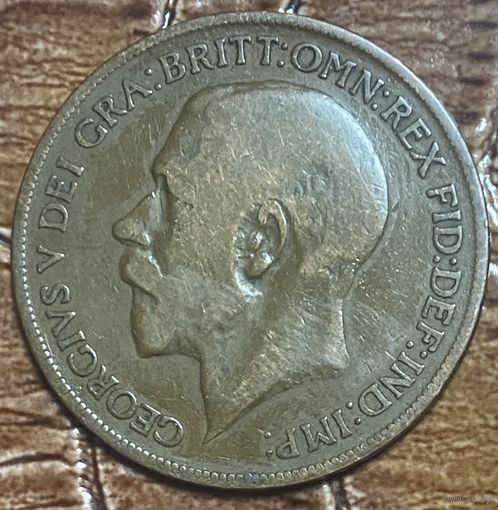 GEORGIVS V DEI GRA: BRITT: OMN: REX FID: DEF: IND: IMP: